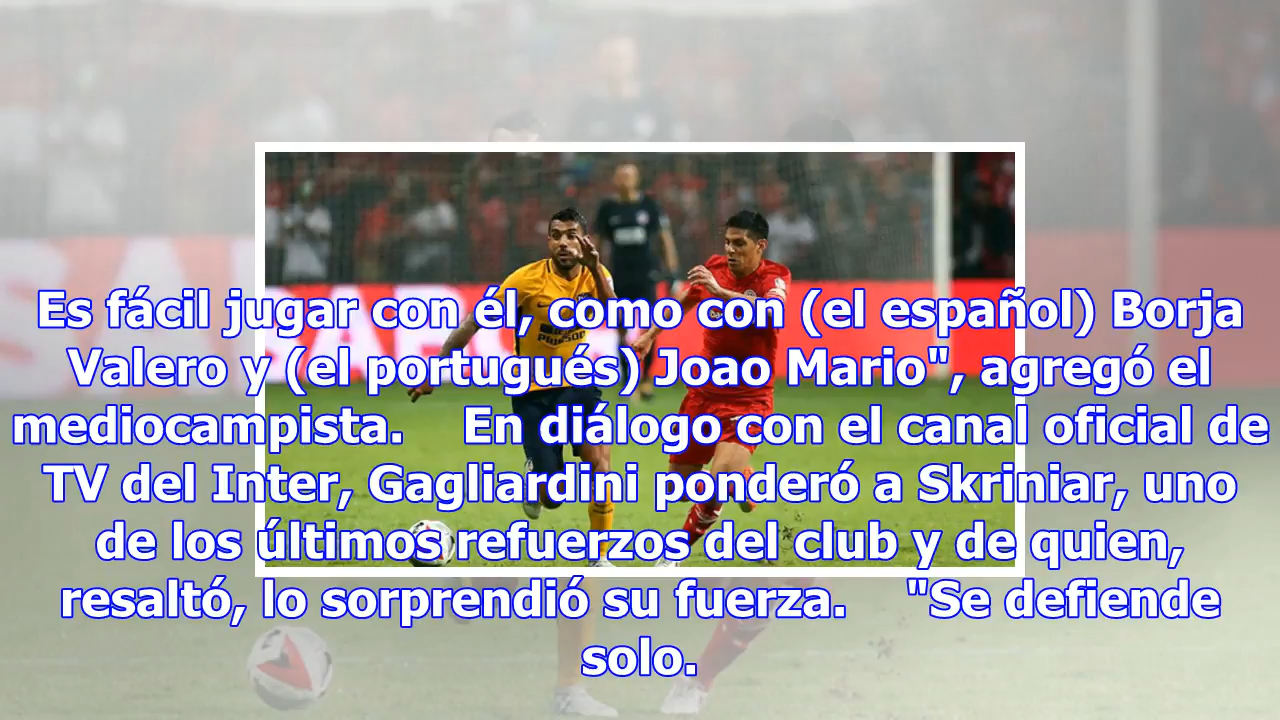 Es fácil jugar con él, como con (el español) Borja
Valero y (el portugués) Joao Mario", agregó el
mediocampista.    En diálogo con el canal oficial de
TV del Inter, Gagliardini ponderó a Skriniar, uno
de los últimos refuerzos del club y de quien,
resaltó, lo sorprendió su fuerza.    "Se defiende
solo.